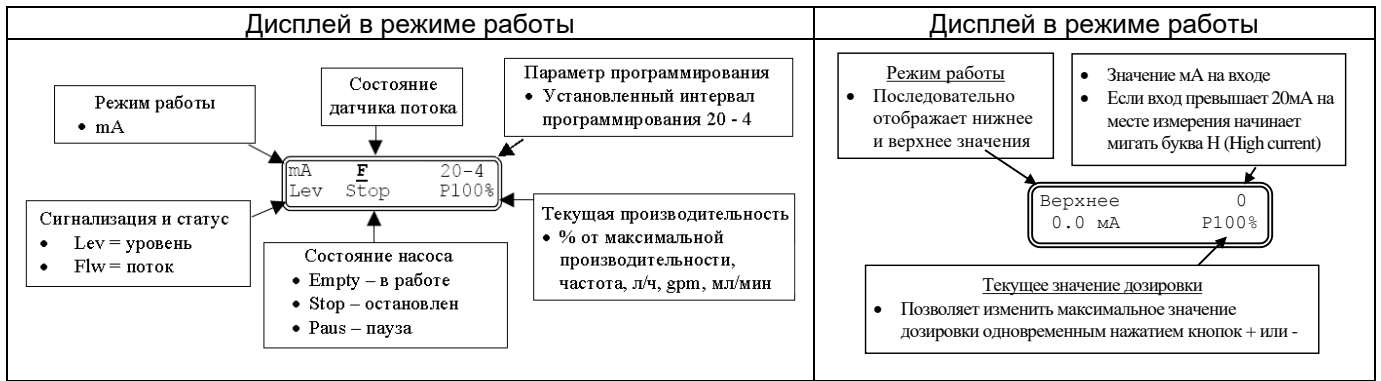 Дисплей в режиме работы
Режим работы
• mA
Состояние
датчика потока
Параметр программирования
• Установленный интервал
программирования 20 - 4
mA F 20-4
Lev Stop P100%
Сигнализация и статус
• Lev = уровень
• Flw = поток
Состояние насоса
• Empty – в работе
• Stop – остановлен
• Paus – пауза
Текущая производительность
• % от максимальной
производительности,
частота, л/ч, gpm, мл/мин
Дисплей в режиме работы
Режим работы
• Последовательно
отображает нижнее
и верхнее значения
• Значение мА на входе
• Если вход превышает 20мА на
месте измерения начинает
мигать буква H (High current)
Верхнее 0
0.0 мА P100%
Текущее значение дозировки
• Позволяет изменить максимальное значение
дозировки одновременным нажатием кнопок + или -